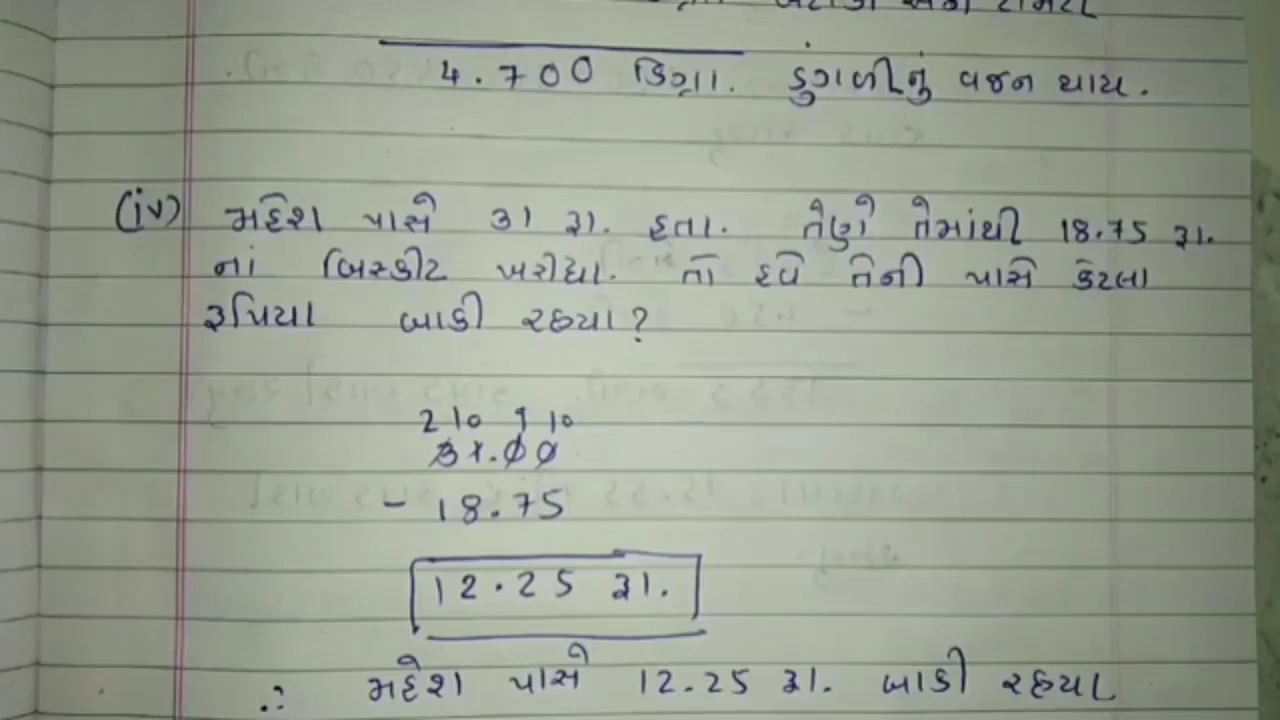 4.700 કિગ્રા. ડુંગળીનું વજન થાય.
(iv) મહેશ પાસે ૩૧ રૂા. હતા. તેણે તેમાંથી 18.75 રૂા.
નાં બિસ્કીટ ખરીદ્યા. તો હવે તેની પાસે કેટલા
રૂપિયા બાકી રહ્યા?
2 10 9 10
31.00
- 18.75
12.25 રૂા.
∴ મહેશ પાસે 12.25 રૂા. બાકી રહ્યા